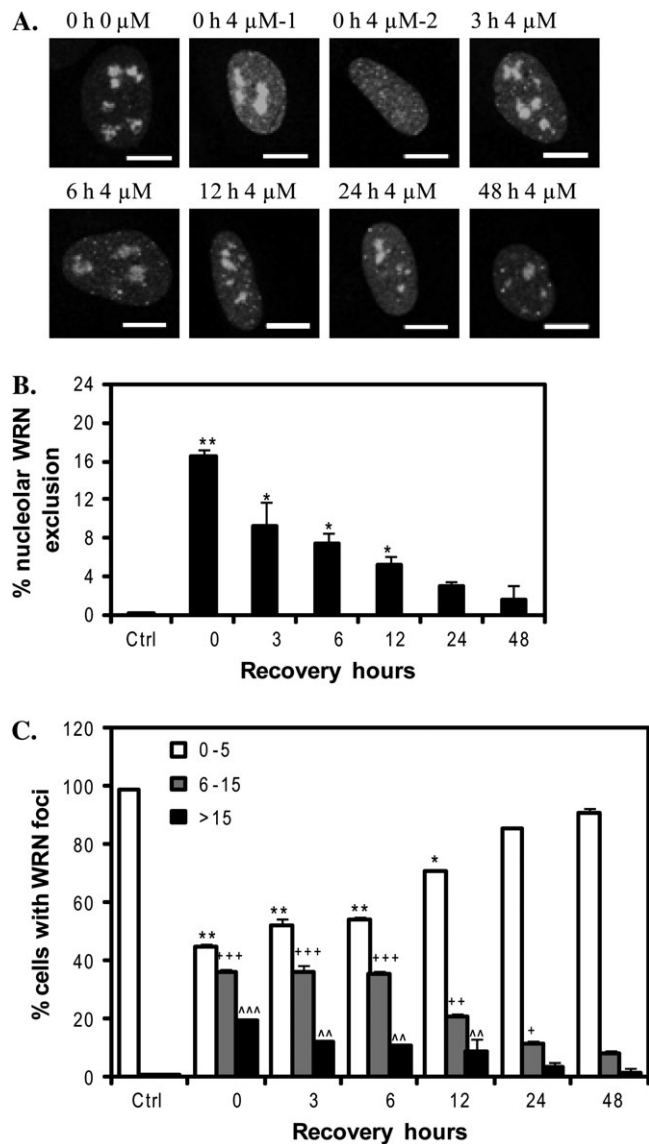 A.
0 h 0 μM 0 h 4 μM-1 0 h 4 μM-2 3 h 4 μM
6 h 4 μM 12 h 4 μM 24 h 4 μM 48 h 4 μM
B.
% nucleolar WRN
exclusion
24
20
16
12
8
4
0
**
*
*
*
Ctrl 0 3 6 12 24 48
Recovery hours
C.
% cells with WRN foci
120
100
80
60
40
20
0
0-5
6-15
>15
** +++ ^^^
** +++ ^^
** +++ ^^
* ++ ^^
+
Ctrl 0 3 6 12 24 48
Recovery hours